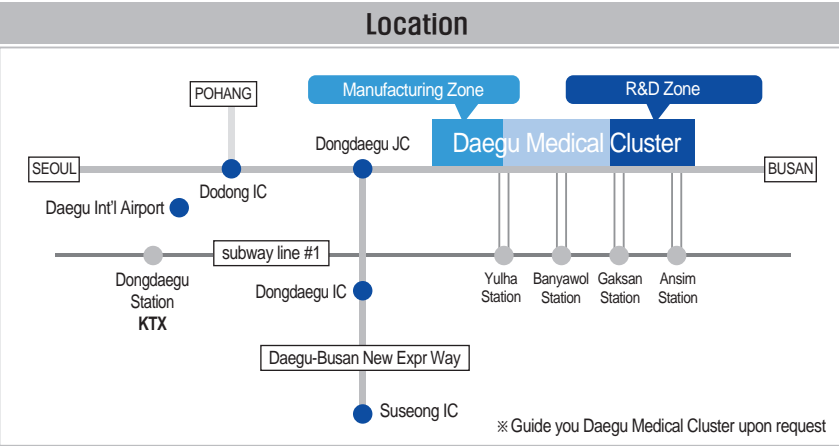 Location
POHANG
Manufacturing Zone
R&D Zone
Dongdaegu JC
Daegu Medical Cluster
SEOUL
BUSAN
Dodong IC
Daegu Int'l Airport
subway line #1
Dongdaegu
Station
KTX
Dongdaegu IC
Yulha
Station
Banyawol
Station
Gaksan
Station
Ansim
Station
Daegu-Busan New Expr Way
Suseong IC
※ Guide you Daegu Medical Cluster upon request